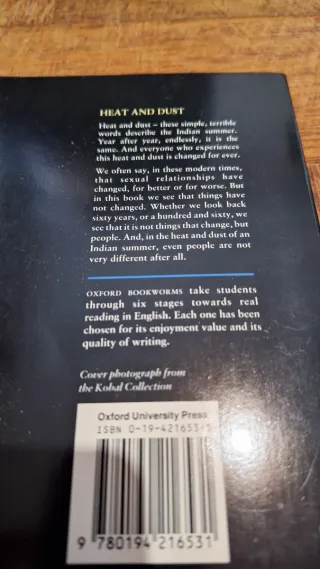 HEAT AND DUST
Heat and dust – these simple, terrible
words describe the Indian summer.
Year after year, endlessly, it is the
same. And everyone who experiences
this heat and dust is changed for ever.
We often say, in these modern times,
that sexual relationships have
changed, for better or for worse. But
in this book we see that things have
not changed. Whether we look back
sixty years, or a hundred and sixty, we
see that it is not things that change, but
people. And, in the heat and dust of an
Indian summer, even people are not
very different after all.
OXFORD BOOKWORMS take students
through six stages towards real
reading in English. Each one has been
chosen for its enjoyment value and its
quality of writing.
Cover photograph from
the Kobal Collection
Oxford University Press
ISBN 0-19-421653-5
9 780194 216531